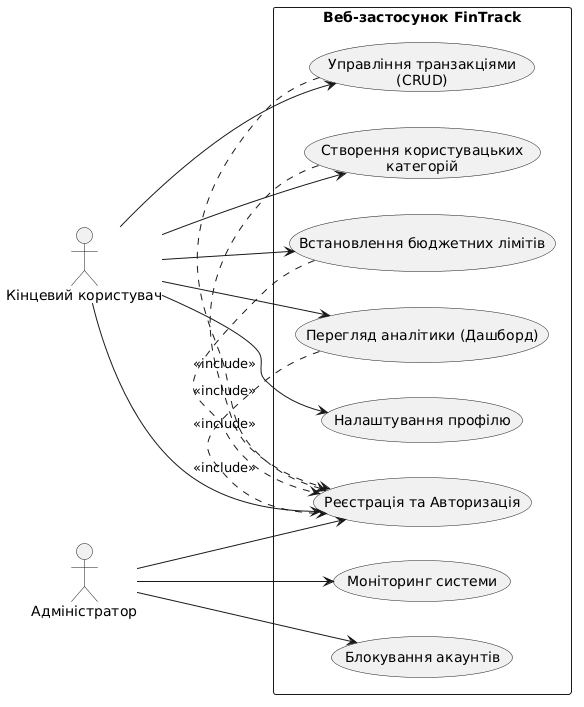 Веб-застосунок FinTrack
Управління транзакціями
(CRUD)
Створення користувацьких
категорій
Встановлення бюджетних лімітів
Кінцевий користувач
Перегляд аналітики (Дашборд)
«include»
«include»
Налаштування профілю
«include»
«include»
Реєстрація та Авторизація
Адміністратор
Моніторинг системи
Блокування акаунтів